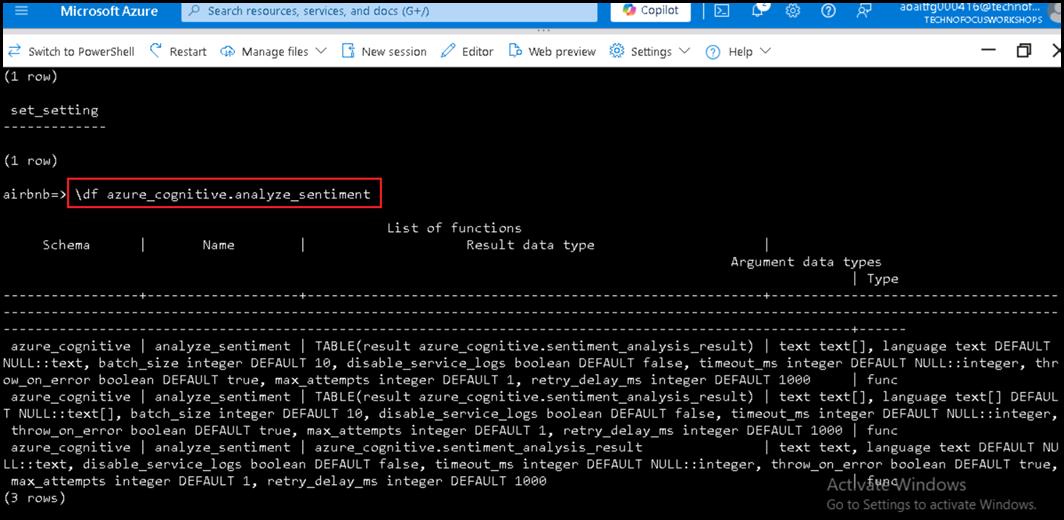 Microsoft Azure
Search resources, services, and docs (G+/)
Copilot
TECHNOFOCUSWORKSHOPS
Switch to PowerShell
Restart
Manage files
New session
Editor
Web preview
Settings
Help
(1 row)
set_setting
-------------
(1 row)
airbnb=> \df azure_cognitive.analyze_sentiment
List of functions
Schema | Name | Result data type |
Argument data types
| Type
azure_cognitive | analyze_sentiment | TABLE(result azure_cognitive.sentiment_analysis_result) | text text[], language text DEFAULT
NULL::text, batch_size integer DEFAULT 10, disable_service_logs boolean DEFAULT false, timeout_ms integer DEFAULT NULL::integer, thr
ow_on_error boolean DEFAULT true, max_attempts integer DEFAULT 1, retry_delay_ms integer DEFAULT 1000 | func
azure_cognitive | analyze_sentiment | TABLE(result azure_cognitive.sentiment_analysis_result) | text text[], language text[] DEFAUL
T NULL::text[], batch_size integer DEFAULT 10, disable_service_logs boolean DEFAULT false, timeout_ms integer DEFAULT NULL::integer,
throw_on_error boolean DEFAULT true, max_attempts integer DEFAULT 1, retry_delay_ms integer DEFAULT 1000 | func
azure_cognitive | analyze_sentiment | azure_cognitive.sentiment_analysis_result | text text, language text DEFAULT NU
LL::text, disable_service_logs boolean DEFAULT false, timeout_ms integer DEFAULT NULL::integer, throw_on_error boolean DEFAULT true,
max_attempts integer DEFAULT 1, retry_delay_ms integer DEFAULT 1000 | func
(3 rows)
Activate Windows
Go to Settings to activate Windows.